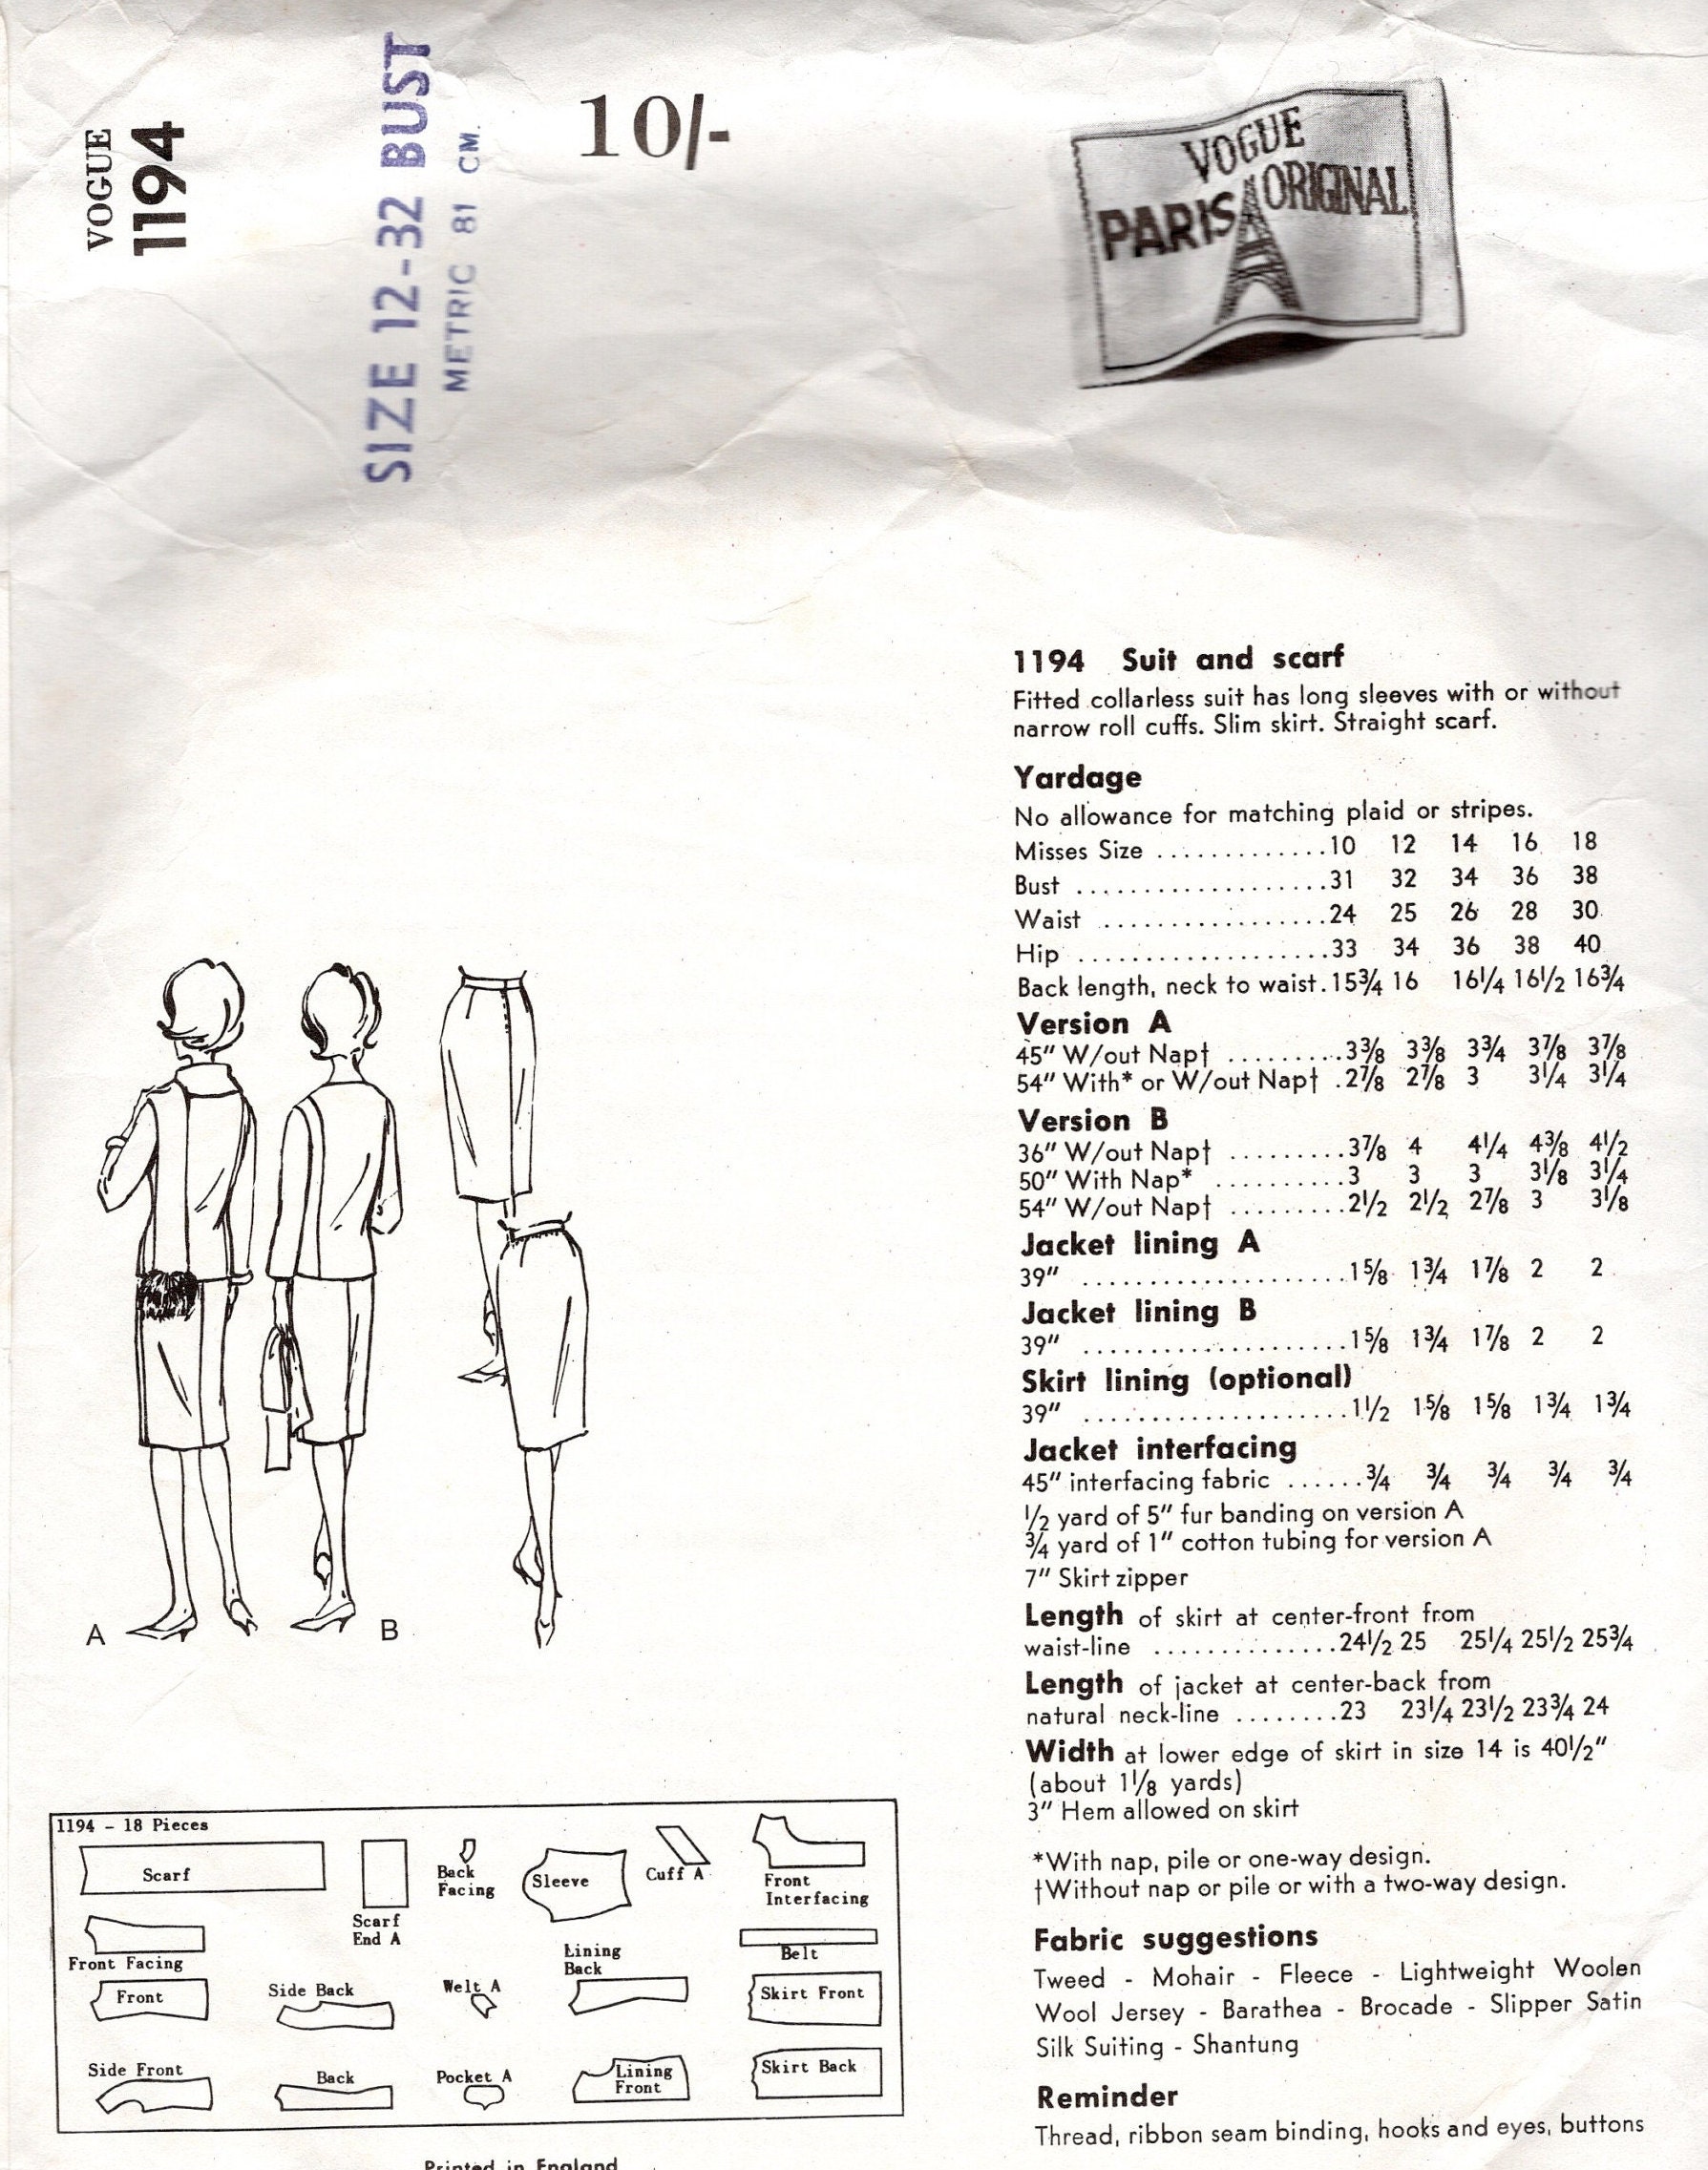 VOGUE
1194
SIZE 12-32 BUST
METRIC 81 CM.
10/-
VOGUE
PARIS ORIGINAL
1194 Suit and scarf
Fitted collarless suit has long sleeves with or without
narrow roll cuffs. Slim skirt. Straight scarf.
Yardage
No allowance for matching plaid or stripes.
Misses Size .............10 12 14 16 18
Bust ...................31 32 34 36 38
Waist .................24 25 26 28 30
Hip ...................33 34 36 38 40
Back length, neck to waist.15¾ 16 16¼ 16½ 16¾
Version A
45" W/out Nap† .........3⅜ 3⅜ 3¾ 3⅞ 3⅞
54" With* or W/out Nap† .2⅞ 2⅞ 3 3¼ 3¼
Version B
36" W/out Nap† .........3⅞ 4 4¼ 4⅜ 4½
50" With Nap* ..........3 3 3 3⅛ 3¼
54" W/out Nap† .........2½ 2½ 2⅞ 3 3⅛
Jacket lining A
39" ....................1⅝ 1¾ 1⅞ 2 2
Jacket lining B
39" ....................1⅝ 1¾ 1⅞ 2 2
Skirt lining (optional)
39" ....................1½ 1⅝ 1⅝ 1¾ 1¾
Jacket interfacing
45" interfacing fabric ......¾ ¾ ¾ ¾ ¾
½ yard of 5" fur banding on version A
¾ yard of 1" cotton tubing for version A
7" Skirt zipper
Length of skirt at center-front from
waist-line ..............24½ 25 25¼ 25½ 25¾
Length of jacket at center-back from
natural neck-line ........23 23¼ 23½ 23¾ 24
Width at lower edge of skirt in size 14 is 40½"
(about 1⅛ yards)
3" Hem allowed on skirt
*With nap, pile or one-way design.
†Without nap or pile or with a two-way design.
Fabric suggestions
Tweed - Mohair - Fleece - Lightweight Woolen
Wool Jersey - Barathea - Brocade - Slipper Satin
Silk Suiting - Shantung
Reminder
Thread, ribbon seam binding, hooks and eyes, buttons
A
B
1194 - 18 Pieces
Scarf
Scarf
End A
Back
Facing
Sleeve
Cuff A
Front
Interfacing
Front Facing
Lining
Back
Belt
Front
Side Back
Welt A
Skirt Front
Side Front
Back
Pocket A
Lining
Front
Skirt Back
Printed in England